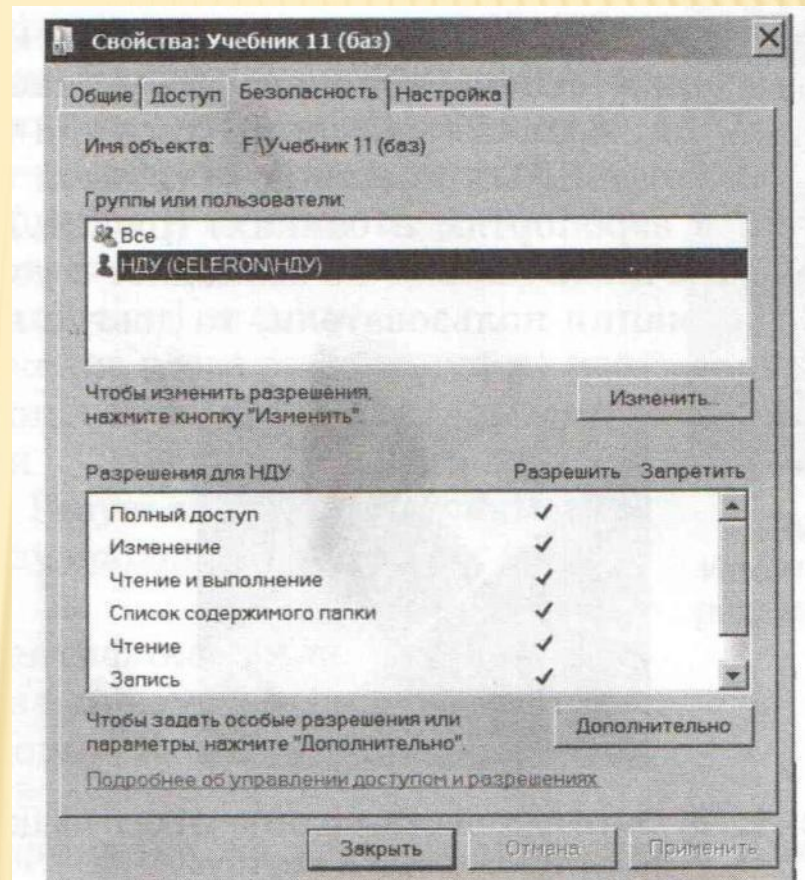 Свойства: Учебник 11 (баз)
Общие Доступ Безопасность Настройка
Имя объекта: F:\Учебник 11 (баз)
Группы или пользователи:
Все
НДУ (CELERON\НДУ)
Чтобы изменить разрешения,
нажмите кнопку "Изменить".
Изменить...
Разрешения для НДУ Разрешить Запретить
Полный доступ
Изменение
Чтение и выполнение
Список содержимого папки
Чтение
Запись
Чтобы задать особые разрешения или
параметры, нажмите "Дополнительно".
Дополнительно
Подробнее об управлении доступом и разрешениях
Закрыть Отмена Применить